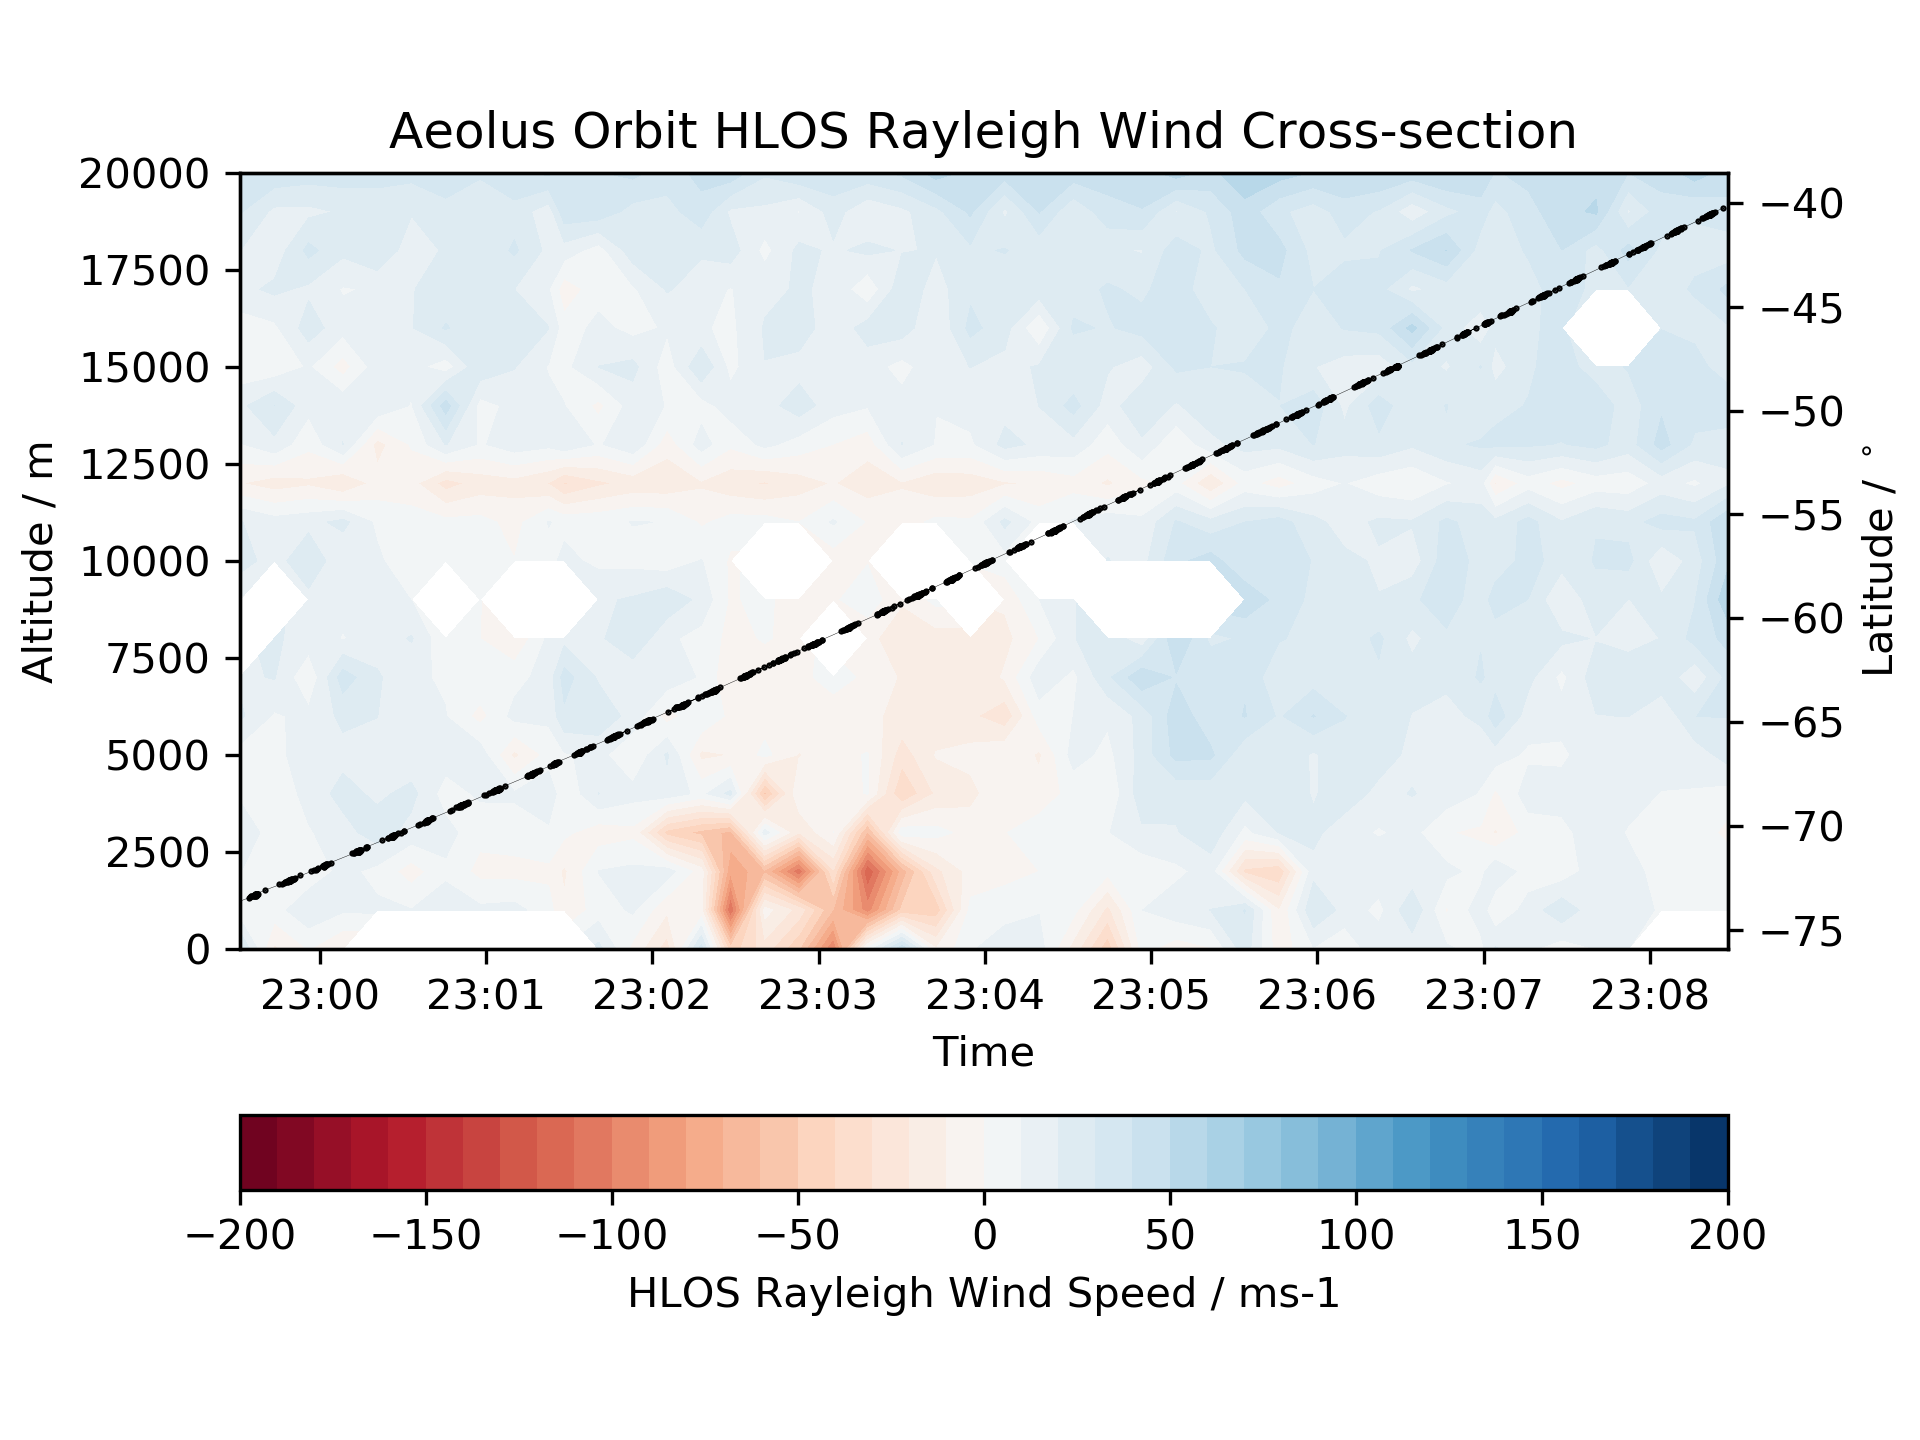 Aeolus Orbit HLOS Rayleigh Wind Cross-section
20000
17500
15000
12500
10000
7500
5000
2500
0
Altitude / m
−40
−45
−50
−55
−60
−65
−70
−75
Latitude / °
23:00 23:01 23:02 23:03 23:04 23:05 23:06 23:07 23:08
Time
−200 −150 −100 −50 0 50 100 150 200
HLOS Rayleigh Wind Speed / ms-1